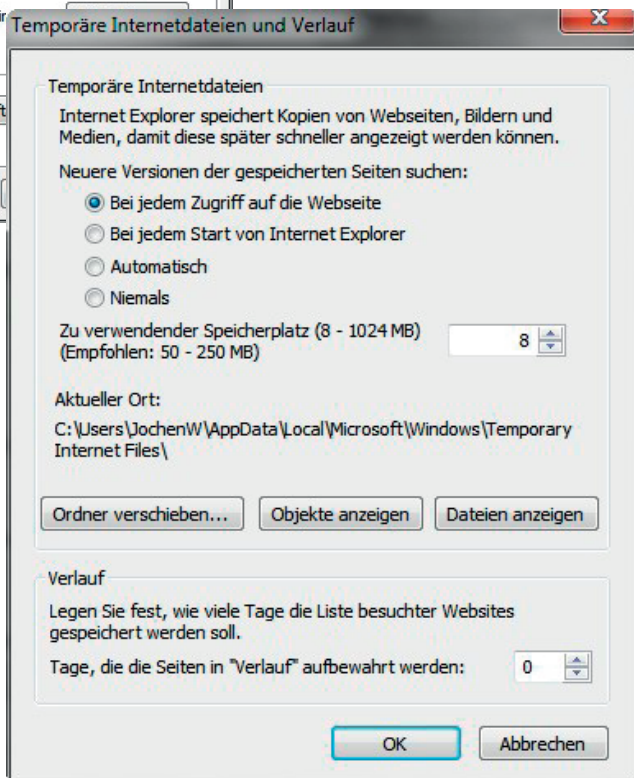 Temporäre Internetdateien und Verlauf
Temporäre Internetdateien
Internet Explorer speichert Kopien von Webseiten, Bildern und
Medien, damit diese später schneller angezeigt werden können.
Neuere Versionen der gespeicherten Seiten suchen:
Bei jedem Zugriff auf die Webseite
Bei jedem Start von Internet Explorer
Automatisch
Niemals
Zu verwendender Speicherplatz (8 - 1024 MB)
(Empfohlen: 50 - 250 MB)
8
Aktueller Ort:
C:\Users\JochenW\AppData\Local\Microsoft\Windows\Temporary
Internet Files\
Ordner verschieben... Objekte anzeigen Dateien anzeigen
Verlauf
Legen Sie fest, wie viele Tage die Liste besuchter Websites
gespeichert werden soll.
Tage, die die Seiten in "Verlauf" aufbewahrt werden: 0
OK Abbrechen